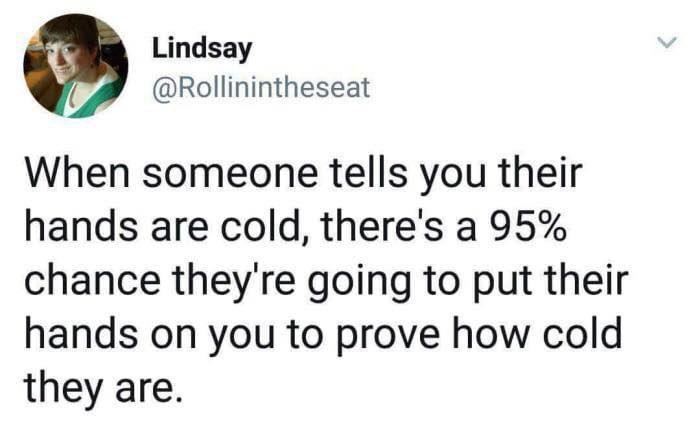 Lindsay
@Rollinintheseat
When someone tells you their
hands are cold, there's a 95%
chance they're going to put their
hands on you to prove how cold
they are.